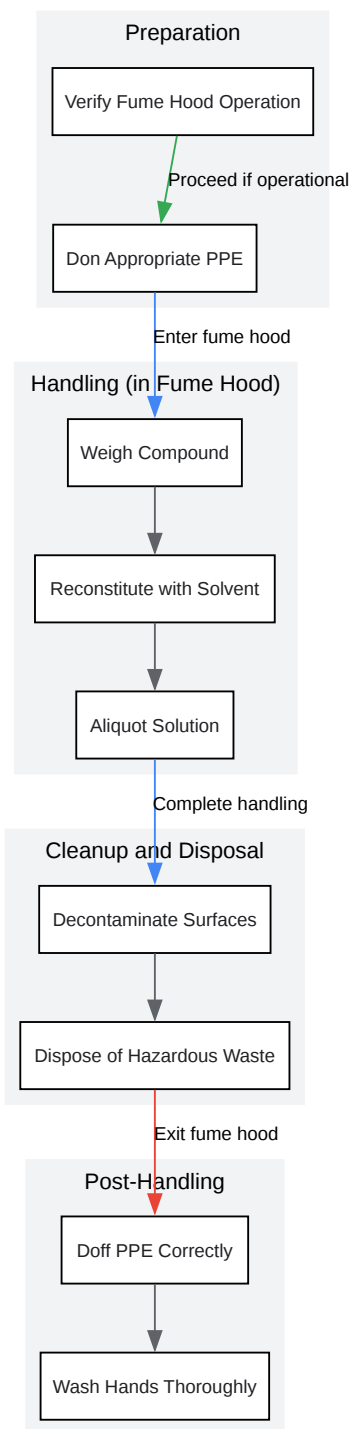 Preparation
Verify Fume Hood Operation
Proceed if operational
Don Appropriate PPE
Enter fume hood
Handling (in Fume Hood)
Weigh Compound
Reconstitute with Solvent
Aliquot Solution
Complete handling
Cleanup and Disposal
Decontaminate Surfaces
Dispose of Hazardous Waste
Exit fume hood
Post-Handling
Doff PPE Correctly
Wash Hands Thoroughly